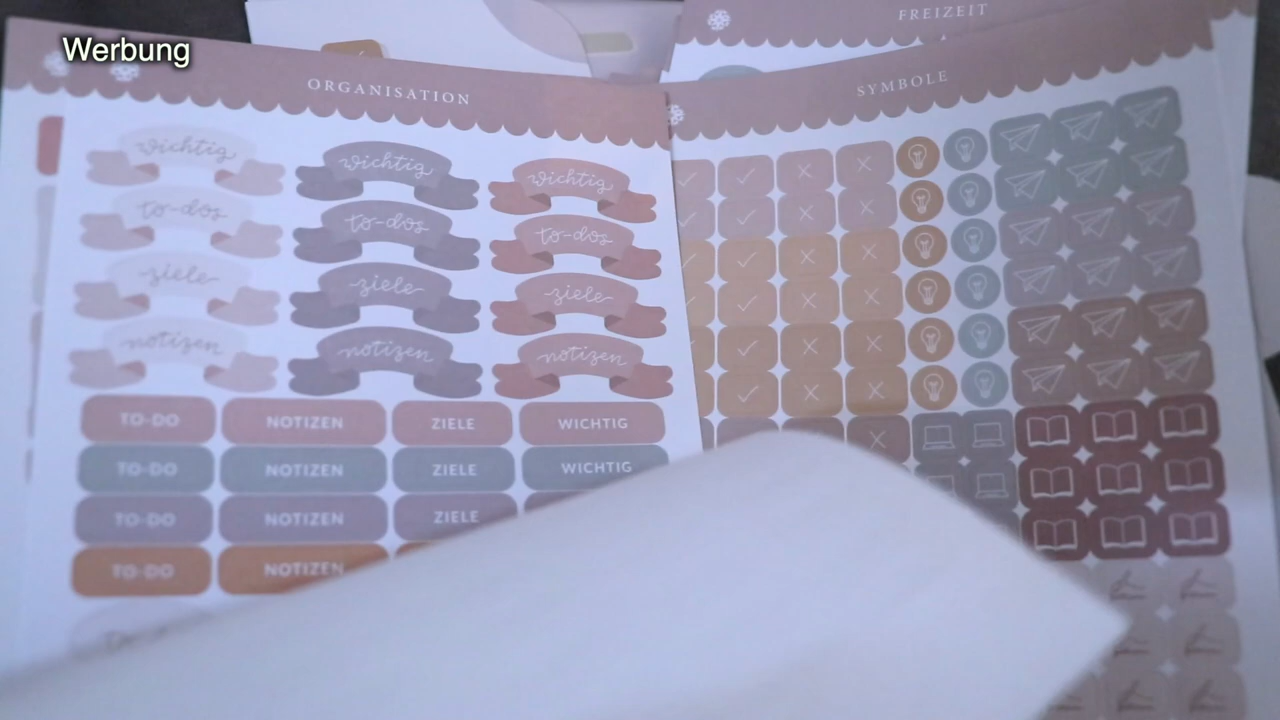 Werbung
FREIZEIT
ORGANISATION
SYMBOLE
wichtig wichtig wichtig
to-dos to-dos to-dos
ziele ziele ziele
notizen notizen notizen
TO-DO NOTIZEN ZIELE WICHTIG
TO-DO NOTIZEN ZIELE WICHTIG
TO-DO NOTIZEN ZIELE
TO-DO NOTIZEN